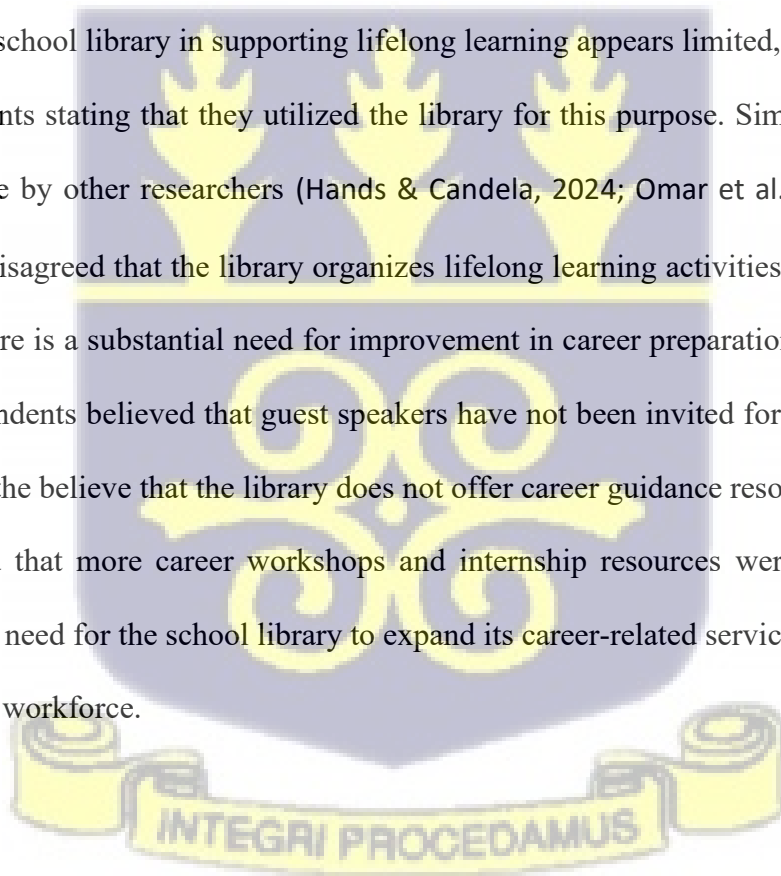 school library in supporting lifelong learning appears limited,
nts stating that they utilized the library for this purpose. Sim
e by other researchers (Hands & Candela, 2024; Omar et al.
isagreed that the library organizes lifelong learning activities
re is a substantial need for improvement in career preparation
ndents believed that guest speakers have not been invited for
the believe that the library does not offer career guidance reso
that more career workshops and internship resources wer
need for the school library to expand its career-related servic
workforce.
INTEGRI PROCEDAMUS